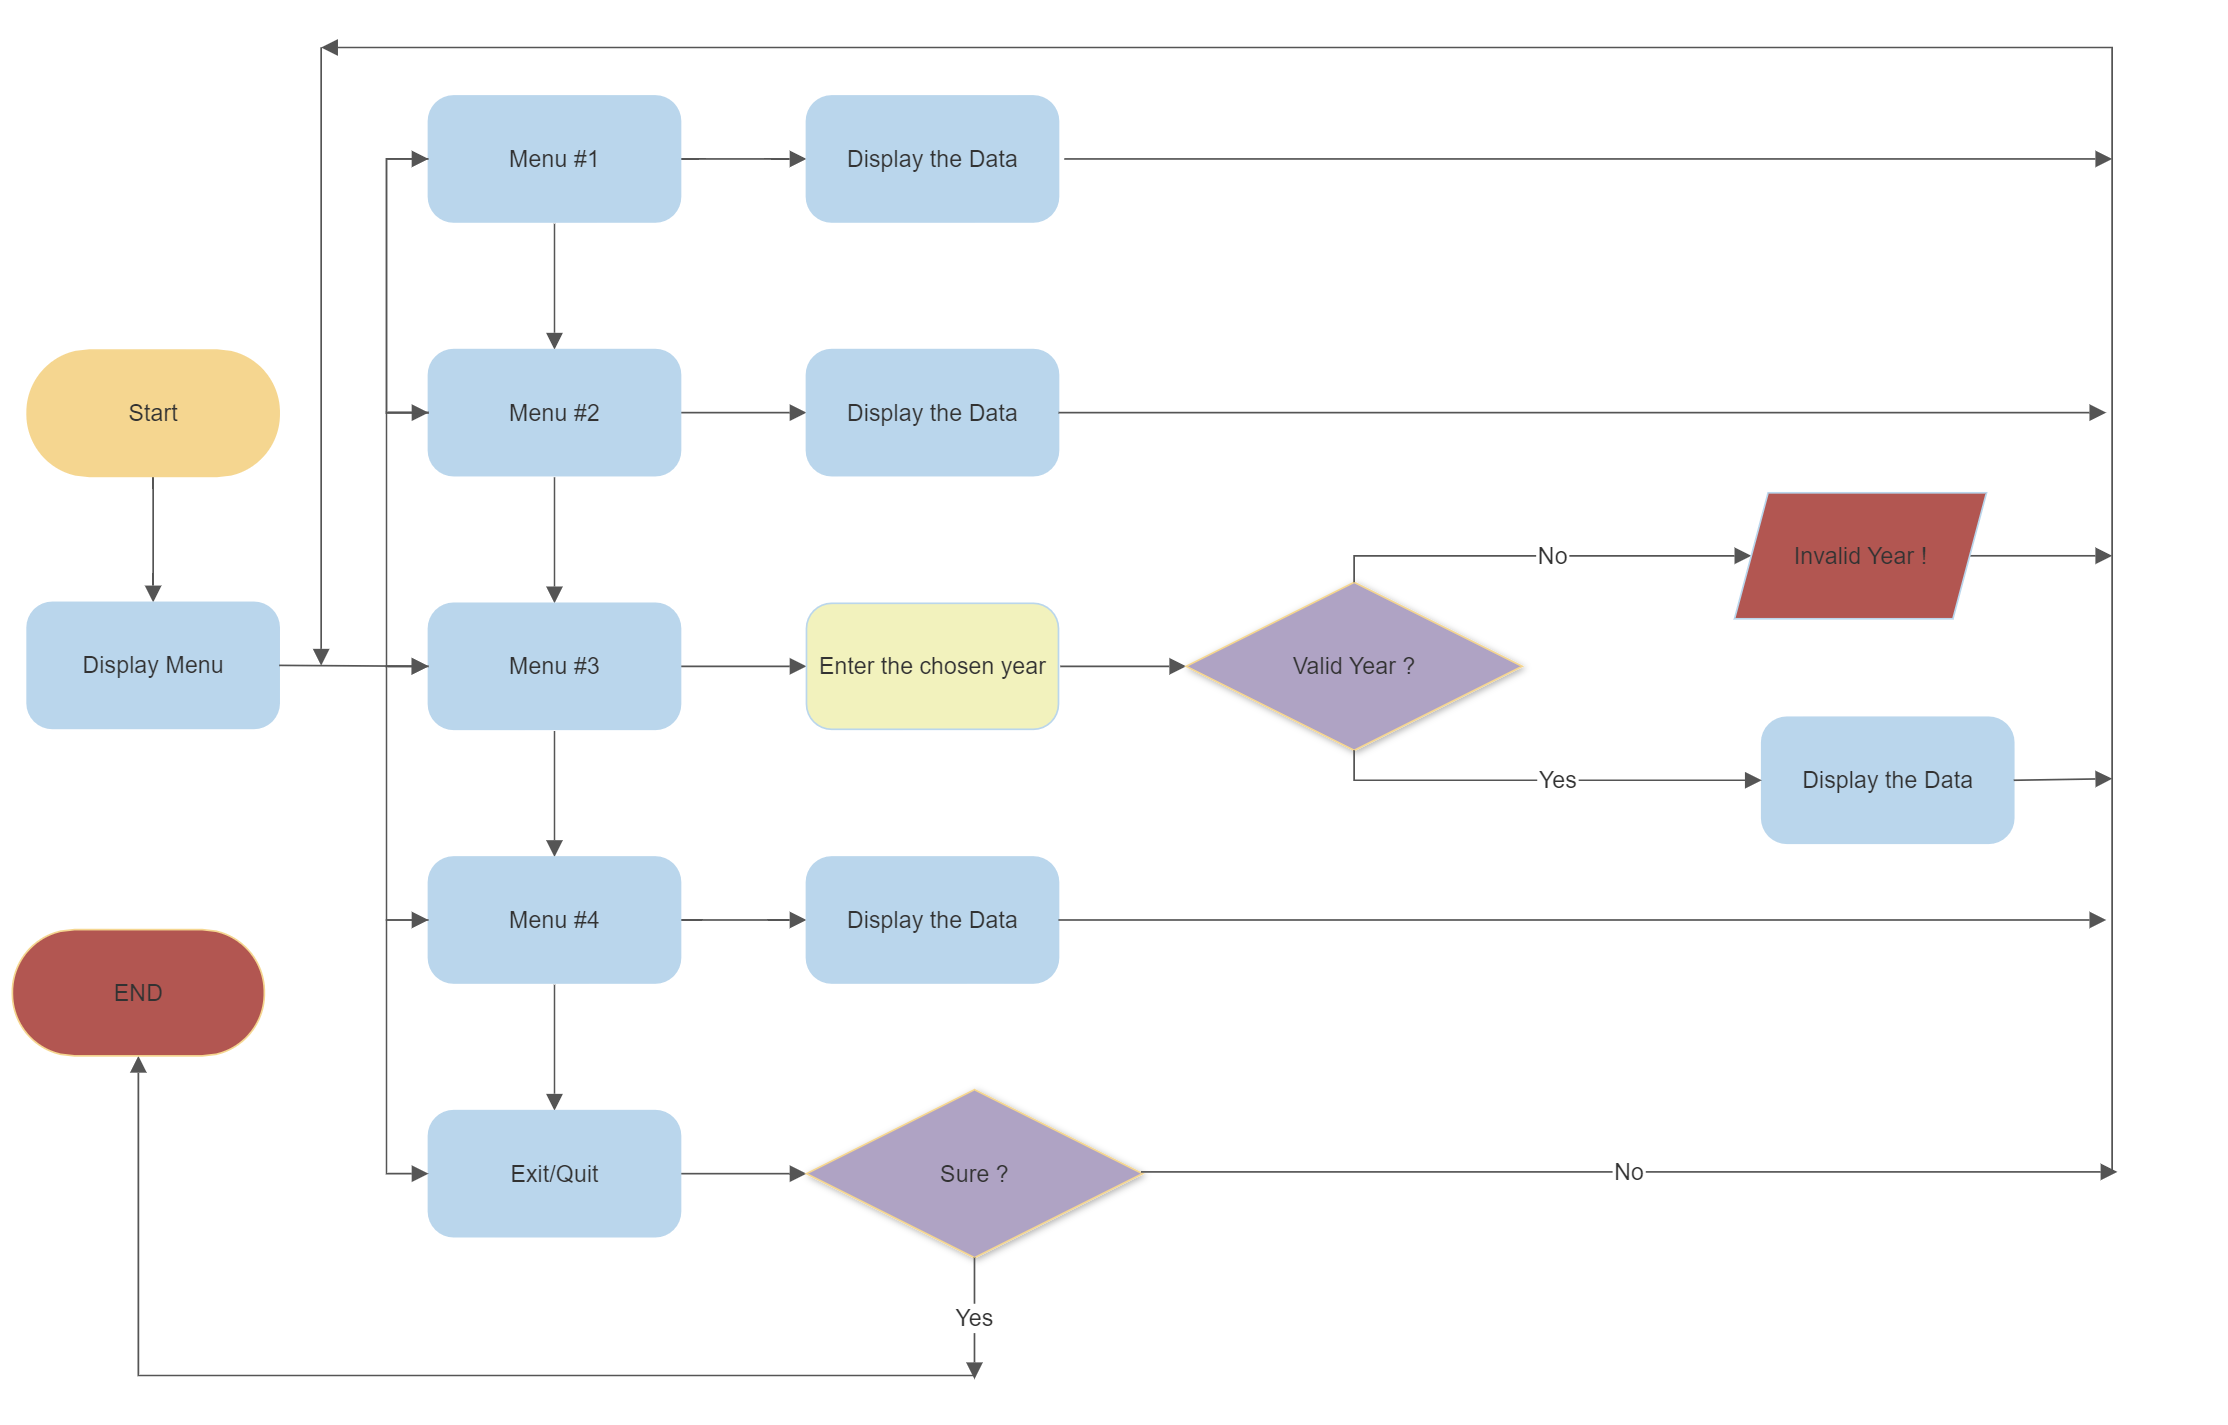 Menu #1
Display the Data
Start
Menu #2
Display the Data
No
Invalid Year !
Display Menu
Menu #3
Enter the chosen year
Valid Year ?
Yes
Display the Data
Menu #4
Display the Data
END
Exit/Quit
Sure ?
No
Yes